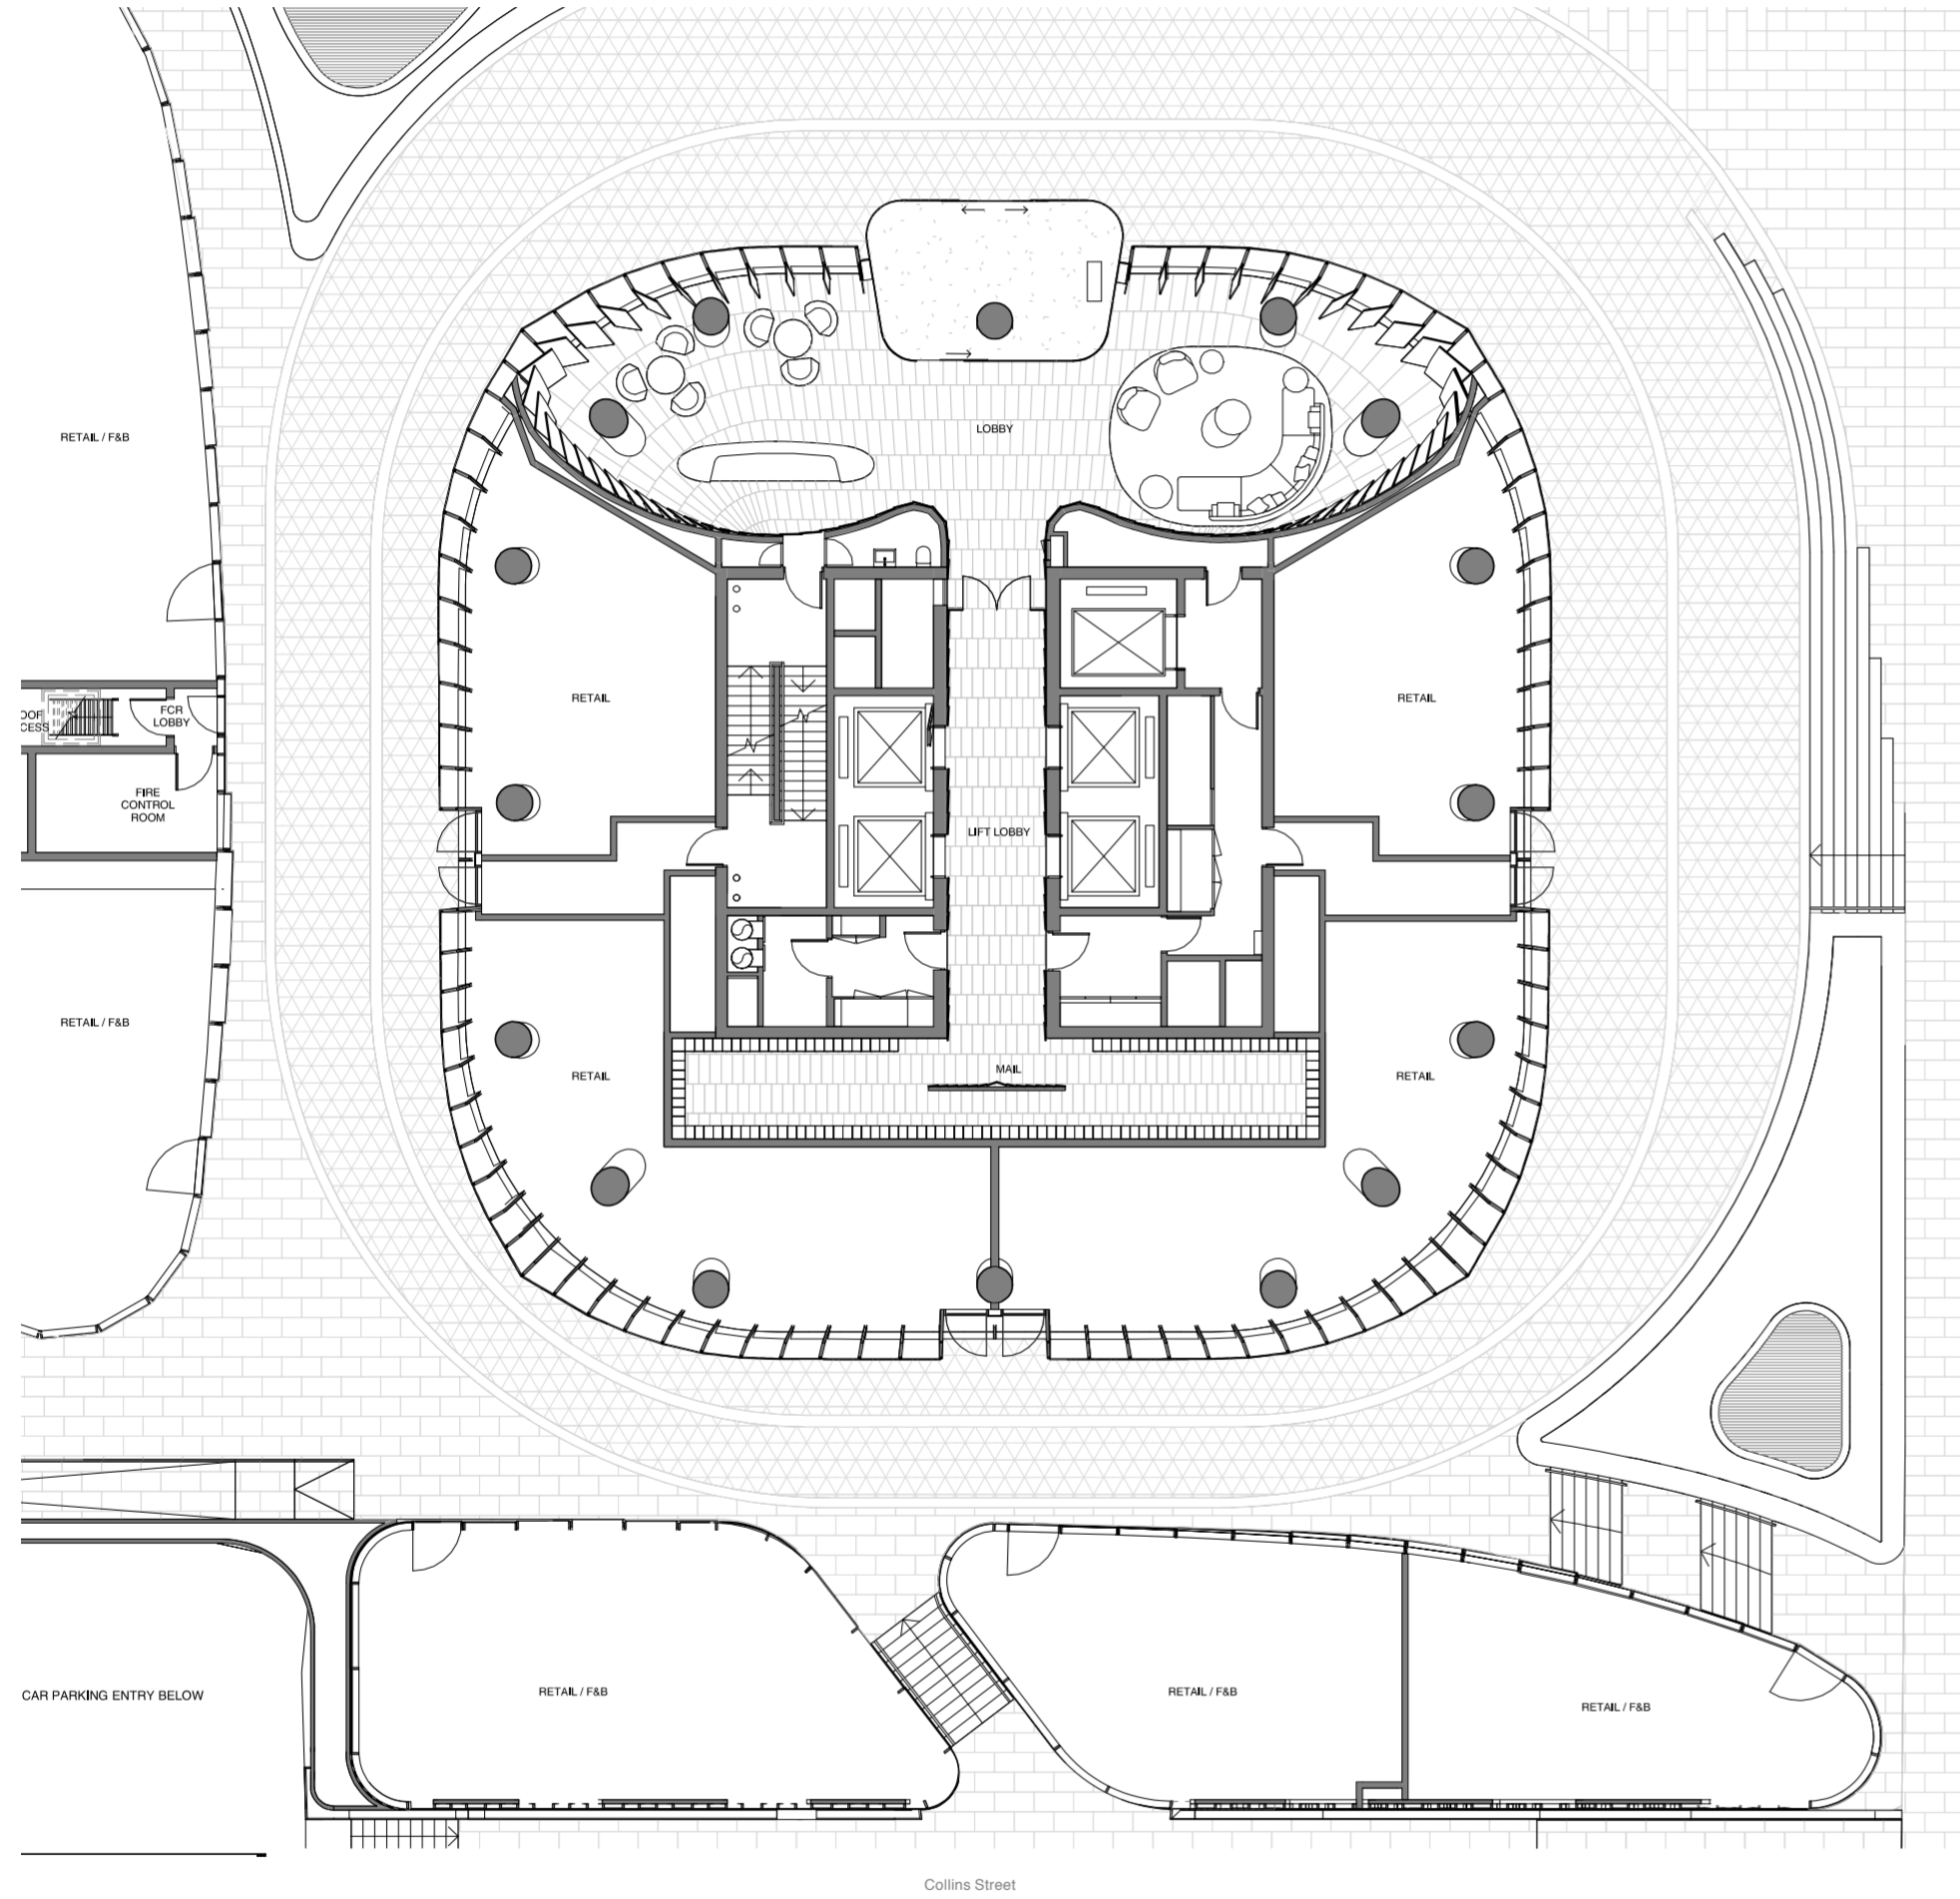 RETAIL / F&B
LOBBY
RETAIL
RETAIL
FCR
LOBBY
FIRE
CONTROL
ROOM
LIFT LOBBY
RETAIL / F&B
MAIL
RETAIL
RETAIL
CAR PARKING ENTRY BELOW
RETAIL / F&B
RETAIL / F&B
RETAIL / F&B
Collins Street